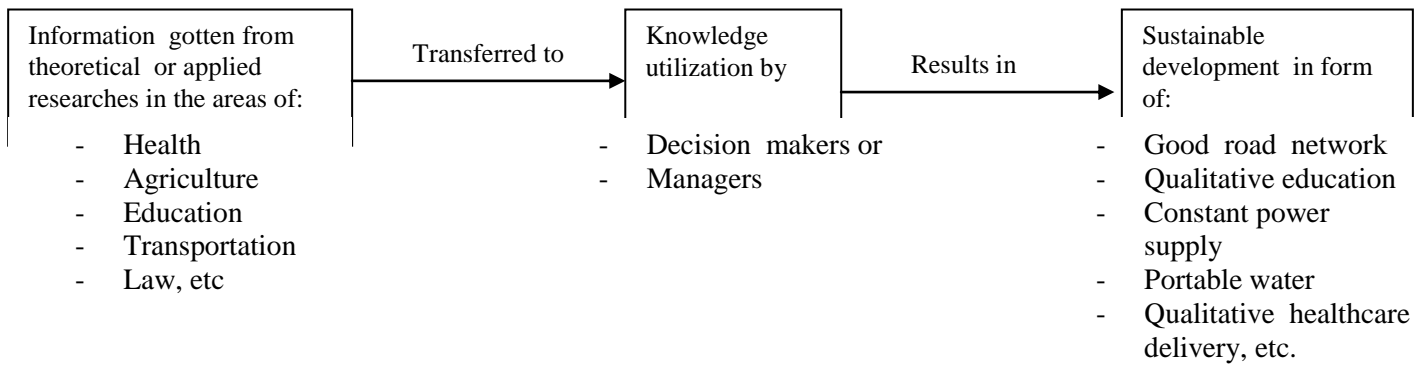 Information gotten from
theoretical or applied
researches in the areas of:
- Health
- Agriculture
- Education
- Transportation
- Law, etc
Transferred to
Knowledge
utilization by
- Decision makers or
- Managers
Results in
Sustainable
development in form
of:
- Good road network
- Qualitative education
- Constant power
supply
- Portable water
- Qualitative healthcare
delivery, etc.